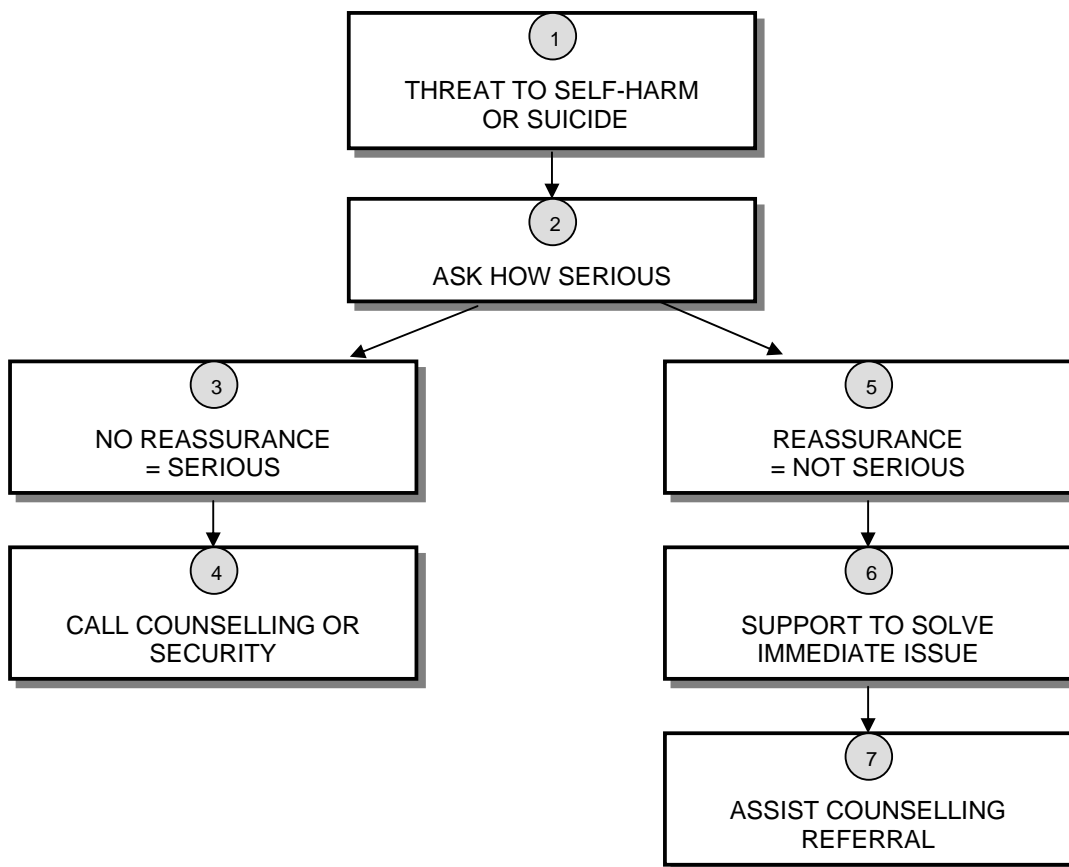 1
THREAT TO SELF-HARM
OR SUICIDE
2
ASK HOW SERIOUS
3
NO REASSURANCE
= SERIOUS
4
CALL COUNSELLING OR
SECURITY
5
REASSURANCE
= NOT SERIOUS
6
SUPPORT TO SOLVE
IMMEDIATE ISSUE
7
ASSIST COUNSELLING
REFERRAL